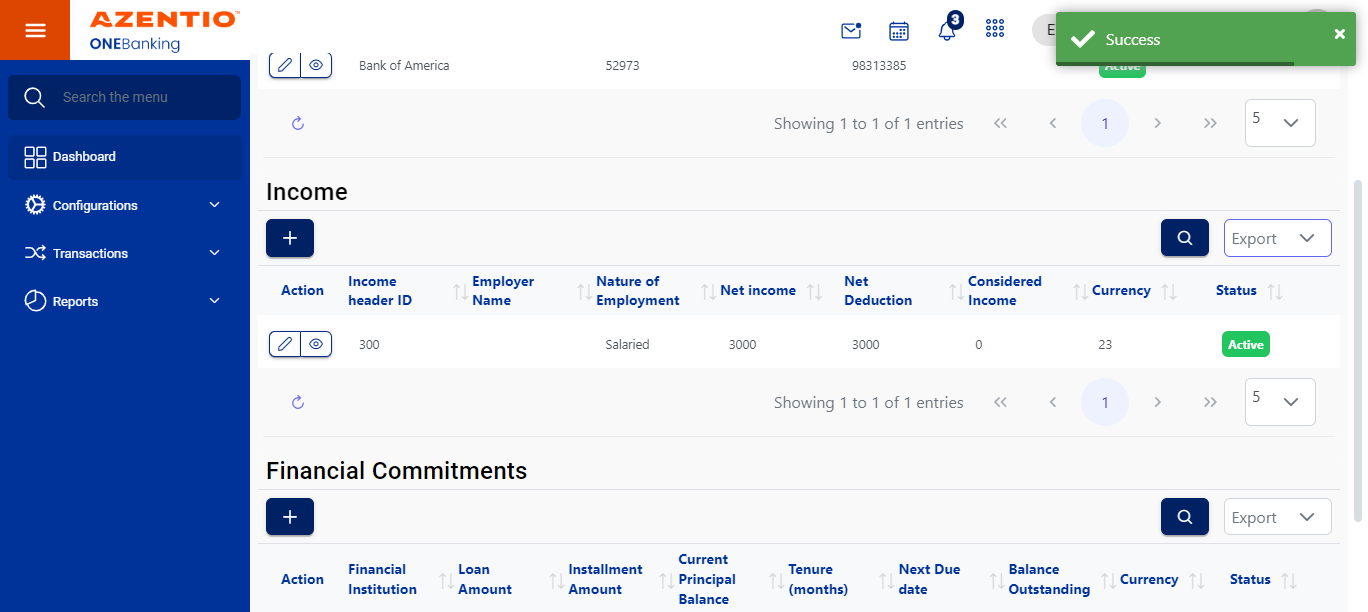 AZENTIO™
ONEBanking
3
E
Success
Search the menu
Dashboard
Configurations
Transactions
Reports
Bank of America 52973 98313385 Active
Showing 1 to 1 of 1 entries 1 5
Income
Export
Action Income header ID Employer Name Nature of Employment Net income Net Deduction Considered Income Currency Status
300 Salaried 3000 3000 0 23 Active
Showing 1 to 1 of 1 entries 1 5
Financial Commitments
Export
Action Financial Institution Loan Amount Installment Amount Current Principal Balance Tenure (months) Next Due date Balance Outstanding Currency Status